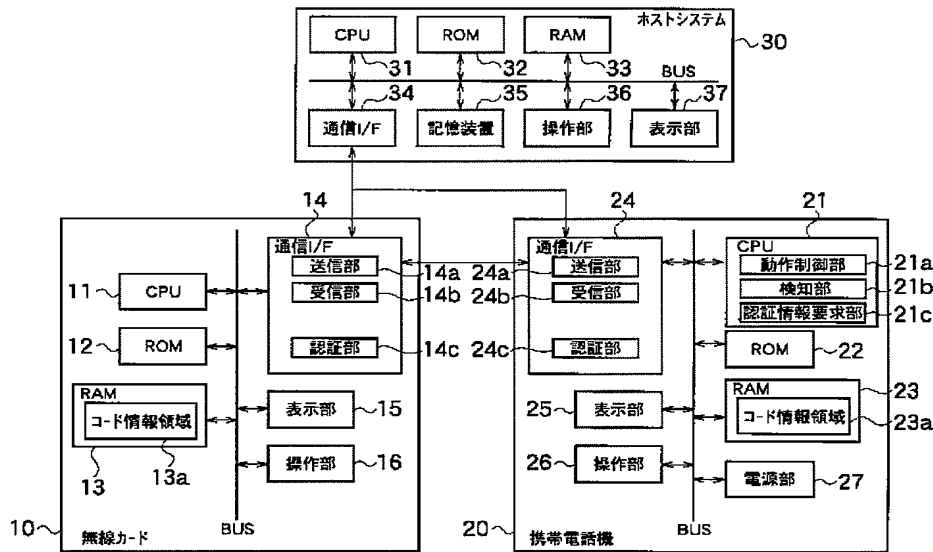 ホストシステム
30
CPU
ROM
RAM
31
32
33
BUS
34
35
36
37
通信I/F
記憶装置
操作部
表示部
14
24
21
通信I/F
送信部
14a
受信部
14b
認証部
14c
11
CPU
12
ROM
RAM
コード情報領域
13
13a
表示部
15
操作部
16
BUS
10
無線カード
通信I/F
24a
送信部
24b
受信部
24c
認証部
CPU
動作制御部
21a
検知部
21b
認証情報要求部
21c
ROM
22
RAM
23
コード情報領域
23a
25
表示部
26
操作部
電源部
27
BUS
20
携帯電話機